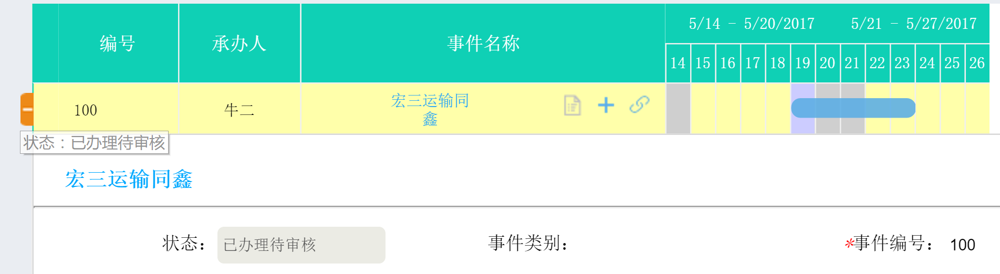 编号 承办人 事件名称 5/14 - 5/20/2017 5/21 - 5/27/2017
14 15 16 17 18 19 20 21 22 23 24 25 26
100 牛二 宏三运输同
鑫
状态：已办理待审核
宏三运输同鑫
状态： 已办理待审核 事件类别： *事件编号： 100